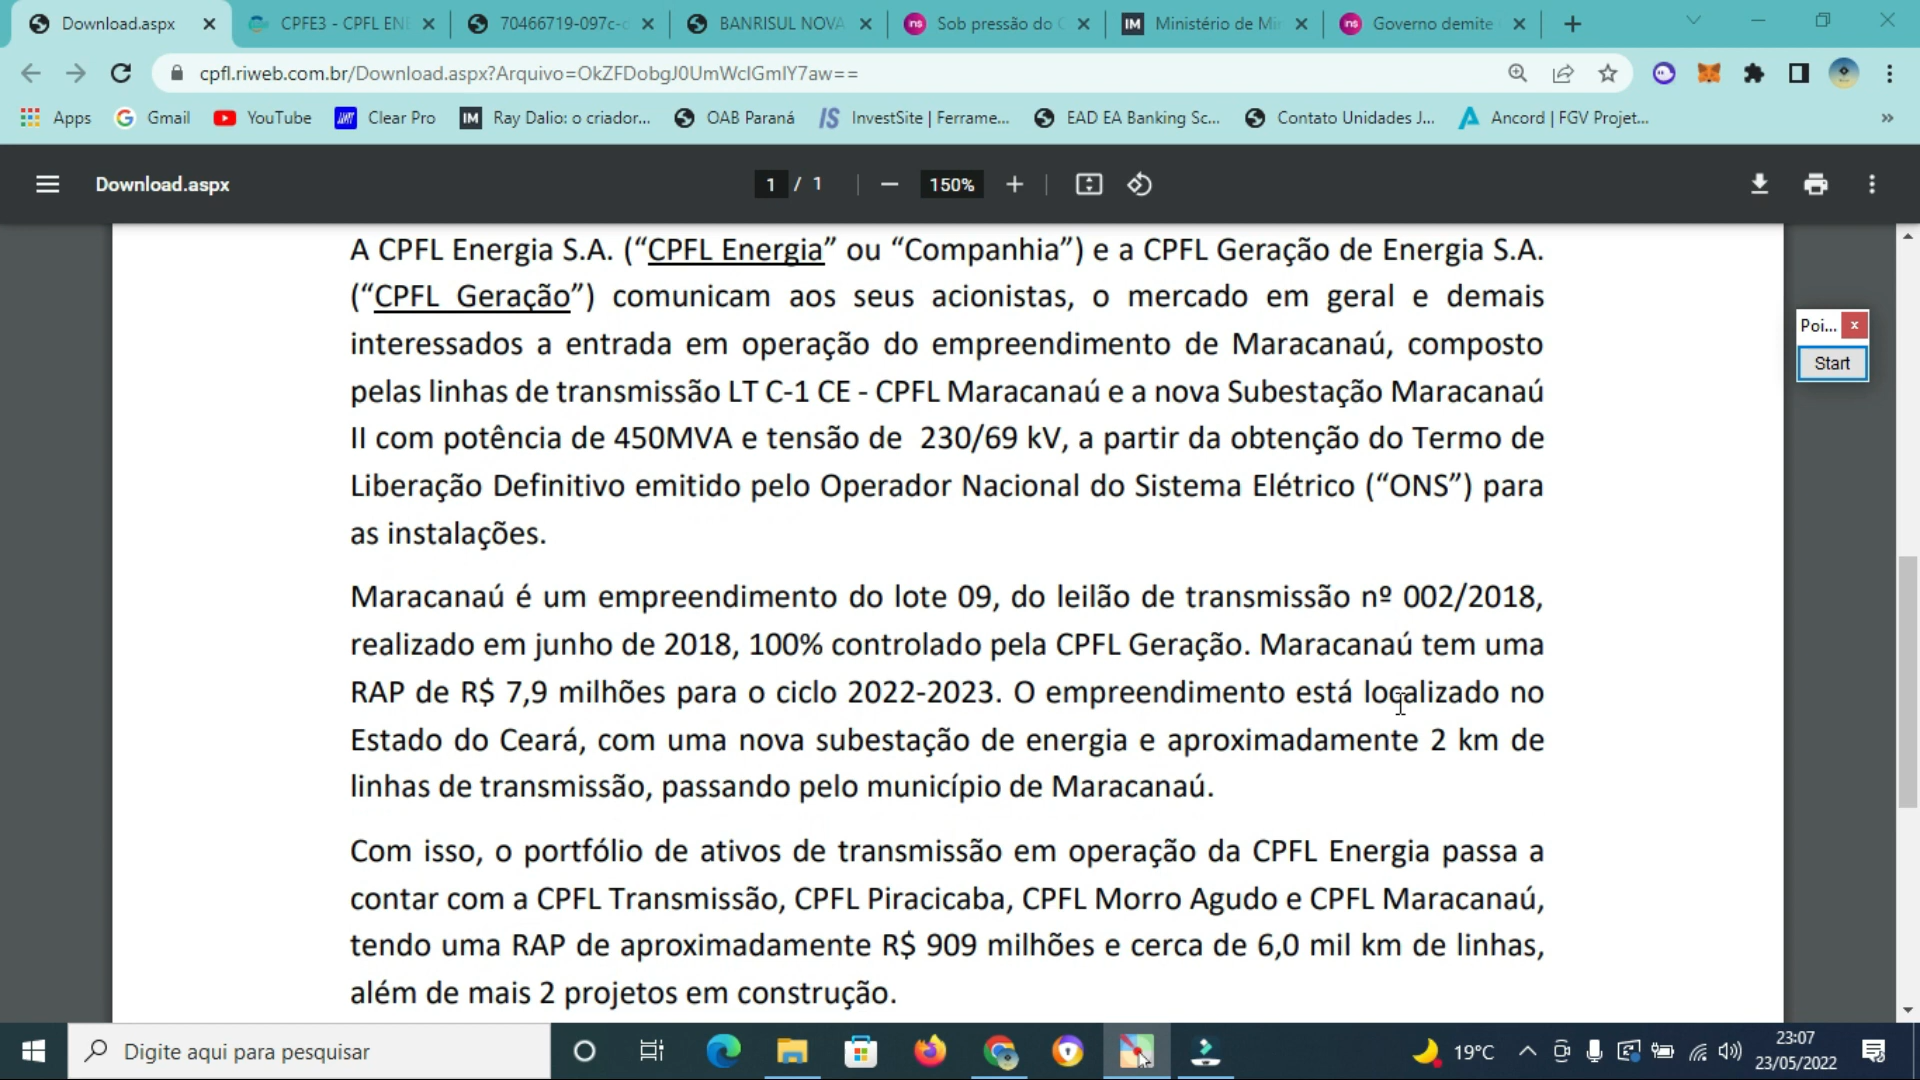 Download.aspx
CPFE3 - CPFL ENE
70466719-097c-
BANRISUL NOVA
Sob pressão do
Ministério de Mi
Governo demite
cpfl.riweb.com.br/Download.aspx?Arquivo=OkZFDobgJ0UmWcIGmIY7aw==
Apps
Gmail
YouTube
Clear Pro
IM
Ray Dalio: o criador...
OAB Paraná
InvestSite | Ferrame...
EAD EA Banking Sc...
Contato Unidades J...
Ancord | FGV Projet...
»
Download.aspx
1 / 1
150%
A CPFL Energia S.A. (“CPFL Energia” ou “Companhia”) e a CPFL Geração de Energia S.A.
(“CPFL Geração”) comunicam aos seus acionistas, o mercado em geral e demais
interessados a entrada em operação do empreendimento de Maracanaú, composto
pelas linhas de transmissão LT C-1 CE - CPFL Maracanaú e a nova Subestação Maracanaú
II com potência de 450MVA e tensão de 230/69 kV, a partir da obtenção do Termo de
Liberação Definitivo emitido pelo Operador Nacional do Sistema Elétrico (“ONS”) para
as instalações.
Maracanaú é um empreendimento do lote 09, do leilão de transmissão nº 002/2018,
realizado em junho de 2018, 100% controlado pela CPFL Geração. Maracanaú tem uma
RAP de R$ 7,9 milhões para o ciclo 2022-2023. O empreendimento está localizado no
Estado do Ceará, com uma nova subestação de energia e aproximadamente 2 km de
linhas de transmissão, passando pelo município de Maracanaú.
Com isso, o portfólio de ativos de transmissão em operação da CPFL Energia passa a
contar com a CPFL Transmissão, CPFL Piracicaba, CPFL Morro Agudo e CPFL Maracanaú,
tendo uma RAP de aproximadamente R$ 909 milhões e cerca de 6,0 mil km de linhas,
além de mais 2 projetos em construção.
Poi...
Start
Digite aqui para pesquisar
19°C
23:07
23/05/2022